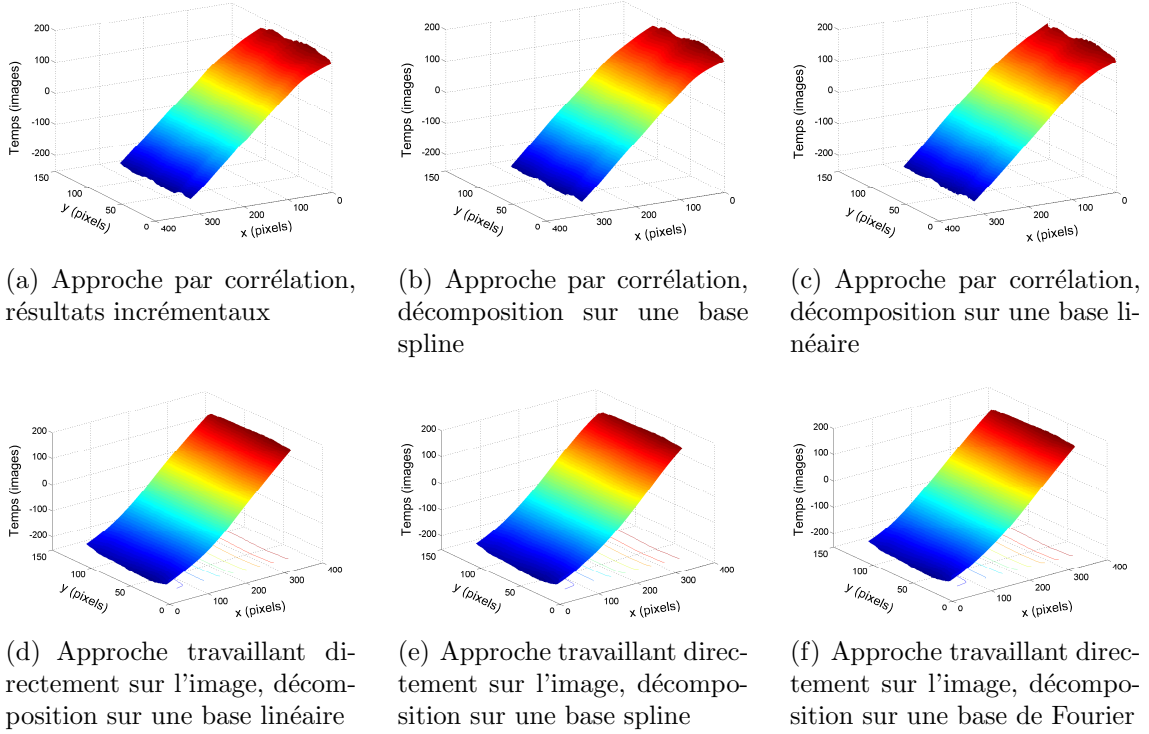 200
100
0
-100
-200
Temps (images)
150
100
50
0
y (pixels)
400
300
200
100
0
x (pixels)
200
100
0
-100
-200
Temps (images)
150
100
50
0
y (pixels)
400
300
200
100
0
x (pixels)
200
100
0
-100
-200
Temps (images)
150
100
50
0
y (pixels)
400
300
200
100
0
x (pixels)
(a) Approche par corrélation,
résultats incrémentaux
(b) Approche par corrélation,
décomposition sur une base
spline
(c) Approche par corrélation,
décomposition sur une base li-
néaire
200
100
0
-100
-200
Temps (images)
150
100
50
0
y (pixels)
0
100
200
300
400
x (pixels)
200
100
0
-100
-200
Temps (images)
150
100
50
0
y (pixels)
0
100
200
300
400
x (pixels)
200
100
0
-100
-200
Temps (images)
150
100
50
0
y (pixels)
0
100
200
300
400
x (pixels)
(d) Approche travaillant di-
rectement sur l'image, décom-
position sur une base linéaire
(e) Approche travaillant direc-
tement sur l'image, décompo-
sition sur une base spline
(f) Approche travaillant direc-
tement sur l'image, décompo-
sition sur une base de Fourier